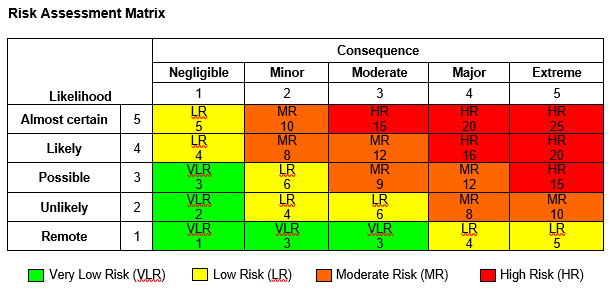 Risk Assessment Matrix
Consequence
Negligible Minor Moderate Major Extreme
Likelihood 1 2 3 4 5
Almost certain 5 LR 5 MR 10 HR 15 HR 20 HR 25
Likely 4 LR 4 MR 8 MR 12 HR 16 HR 20
Possible 3 VLR 3 LR 6 MR 9 MR 12 HR 15
Unlikely 2 VLR 2 LR 4 LR 6 MR 8 MR 10
Remote 1 VLR 1 VLR 3 VLR 3 LR 4 LR 5
Very Low Risk (VLR) Low Risk (LR) Moderate Risk (MR) High Risk (HR)